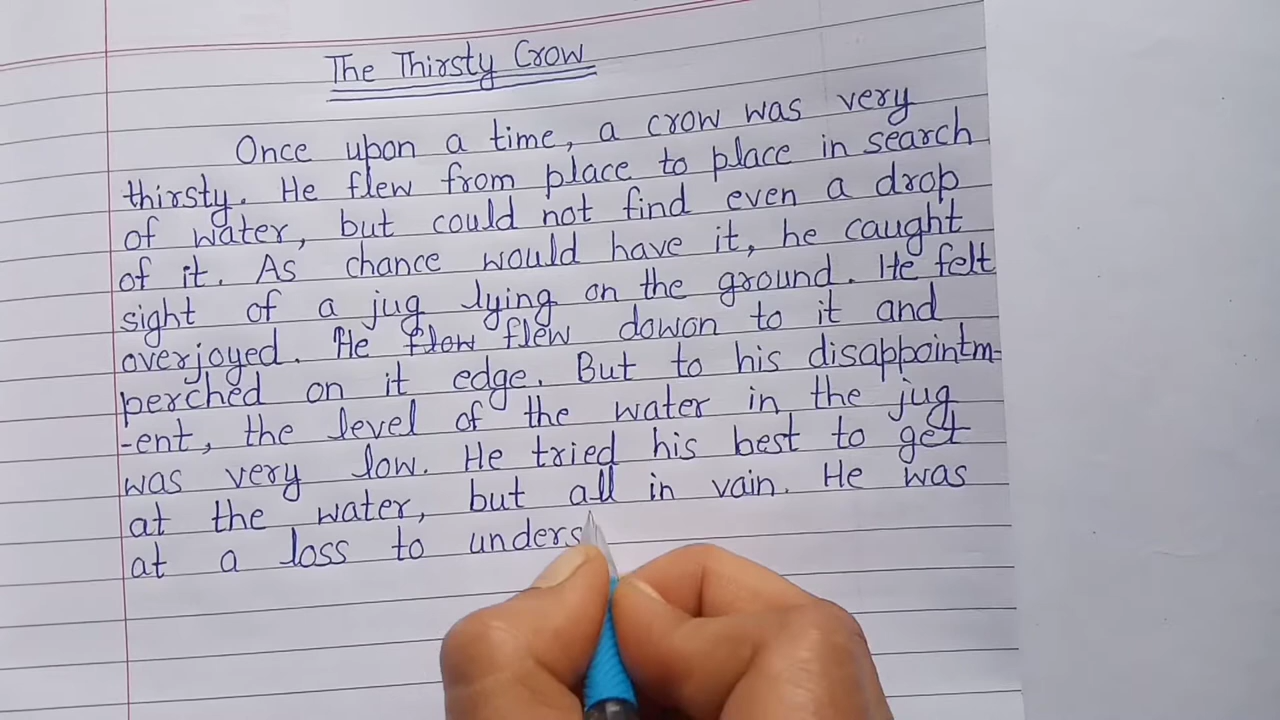 The Thirsty Crow
Once upon a time, a crow was very
thirsty. He flew from place to place in search
of water, but could not find even a drop
of it. As chance would have it, he caught
sight of a jug lying on the ground. He felt
overjoyed. He flow flew dowon to it and
perched on it edge. But to his disappointm-
-ent, the level of the water in the jug
was very low. He tried his best to get
at the water, but all in vain. He was
at a loss to unders